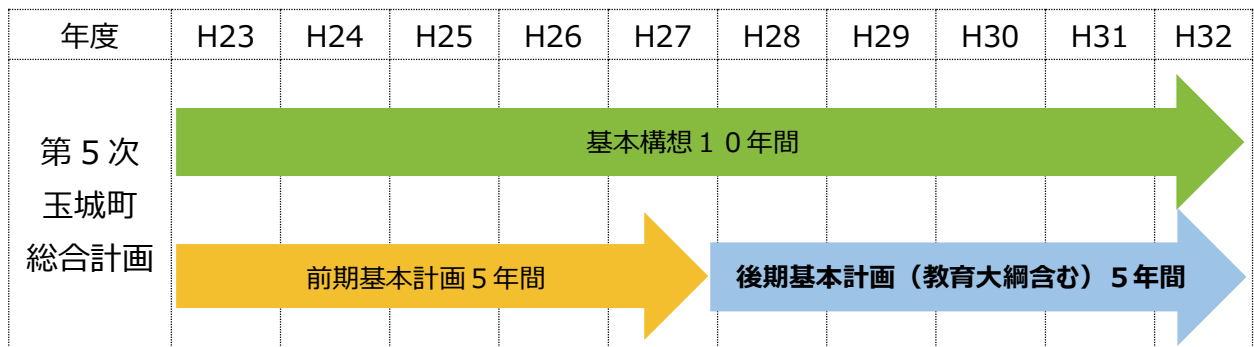 年度 H23 H24 H25 H26 H27 H28 H29 H30 H31 H32
第５次
玉城町
総合計画
基本構想１０年間
前期基本計画５年間
後期基本計画（教育大綱含む）５年間